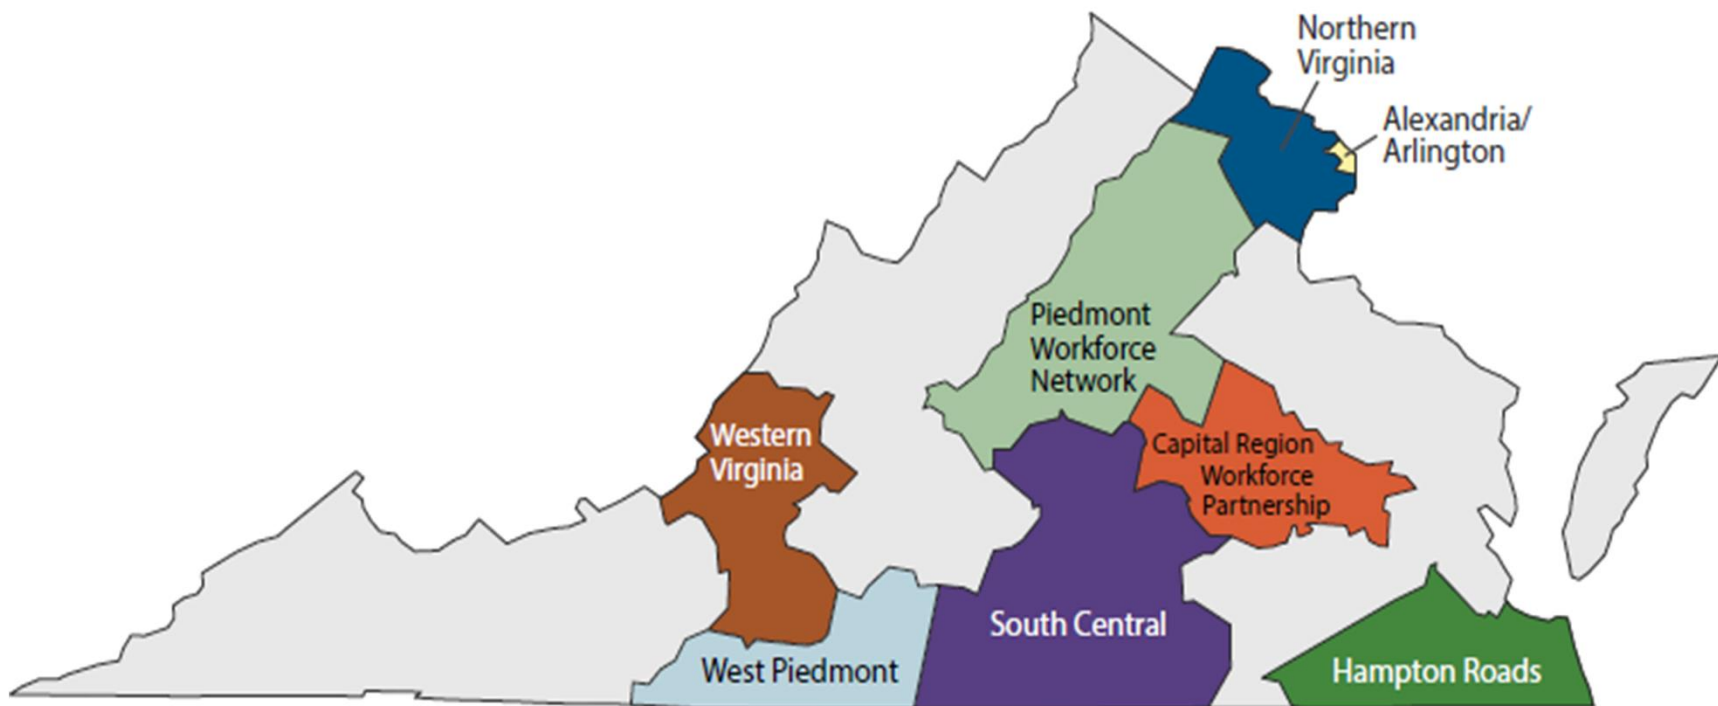 Northern
Virginia
Alexandria/
Arlington
Piedmont
Workforce
Network
Western
Virginia
Capital Region
Workforce
Partnership
South Central
West Piedmont
Hampton Roads